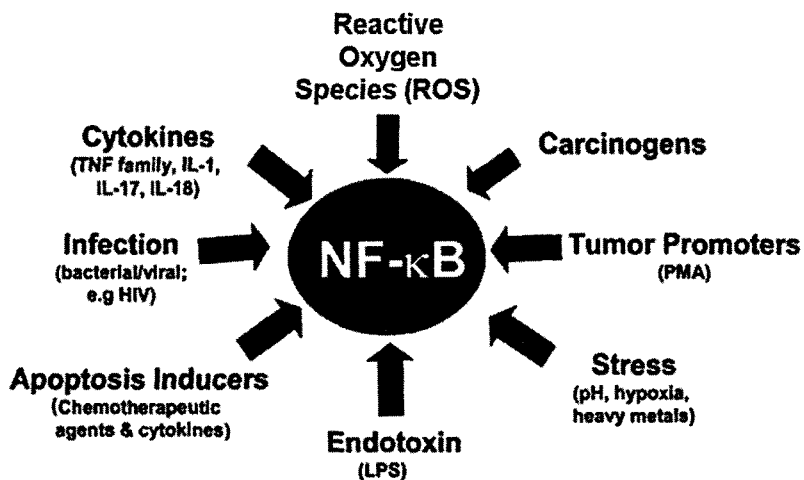 Reactive
Oxygen
Species (ROS)
Cytokines
(TNF family, IL-1,
IL-17, IL-18)
Carcinogens
Infection
(bacterial/viral;
e.g HIV)
NF-κB
Tumor Promoters
(PMA)
Apoptosis Inducers
(Chemotherapeutic
agents & cytokines)
Stress
(pH, hypoxia,
heavy metals)
Endotoxin
(LPS)